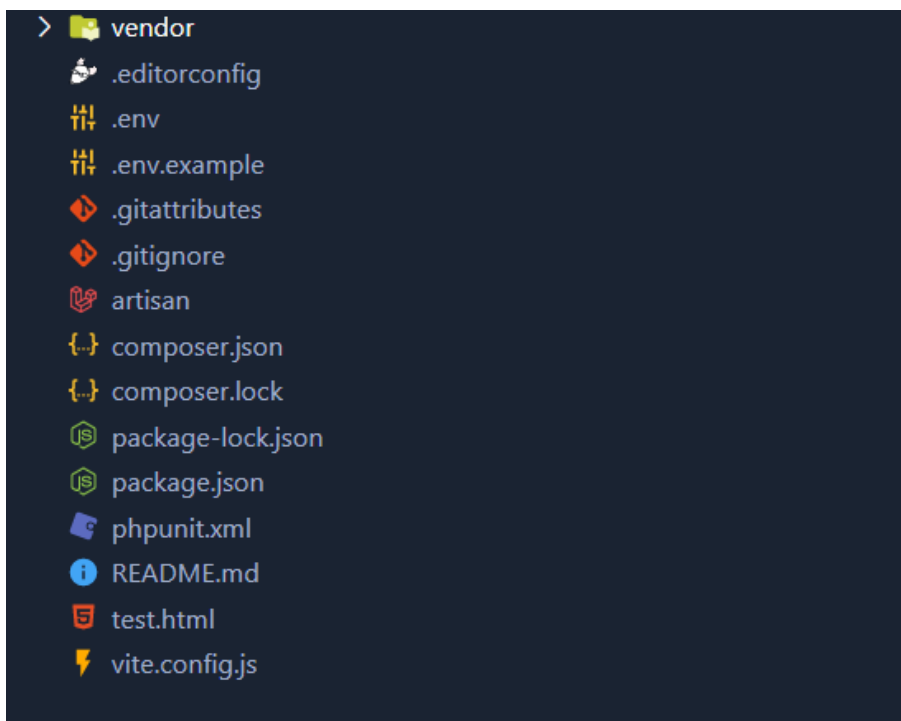 vendor
.editorconfig
.env
.env.example
.gitattributes
.gitignore
artisan
composer.json
composer.lock
package-lock.json
package.json
phpunit.xml
README.md
test.html
vite.config.js